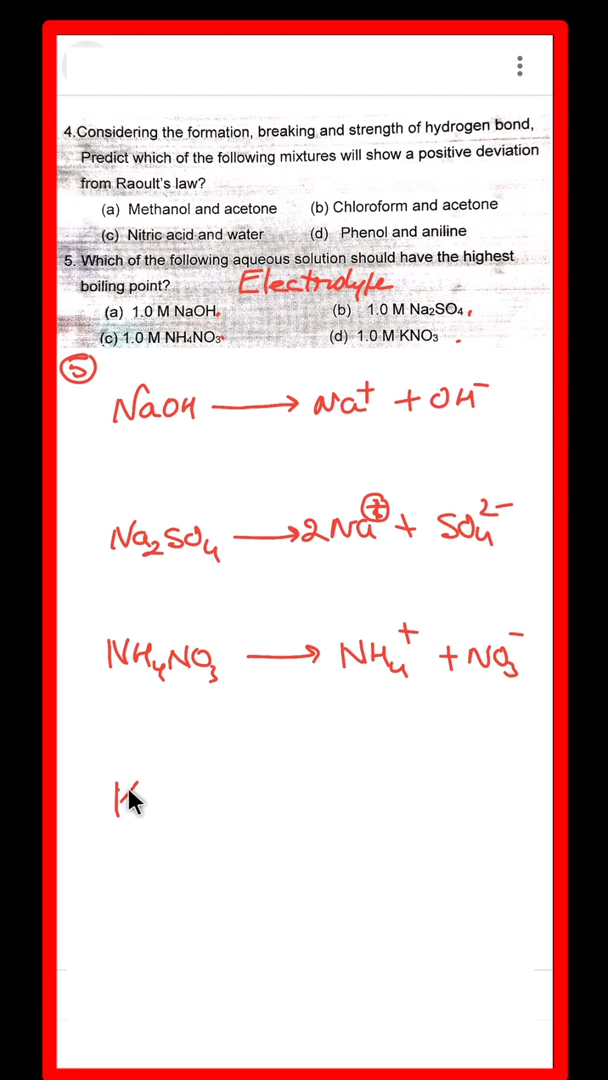 4.Considering the formation, breaking and strength of hydrogen bond,
Predict which of the following mixtures will show a positive deviation
from Raoult's law?
(a) Methanol and acetone (b) Chloroform and acetone
(c) Nitric acid and water (d) Phenol and aniline
5. Which of the following aqueous solution should have the highest
boiling point? Electrolyte
(a) 1.0 M NaOH (b) 1.0 M Na₂SO₄
(c) 1.0 M NH₄NO₃ (d) 1.0 M KNO₃
5
NaOH → Na⁺ + OH⁻
Na₂SO₄ → 2Na⁺ + SO₄²⁻
NH₄NO₃ → NH₄⁺ + NO₃⁻
K